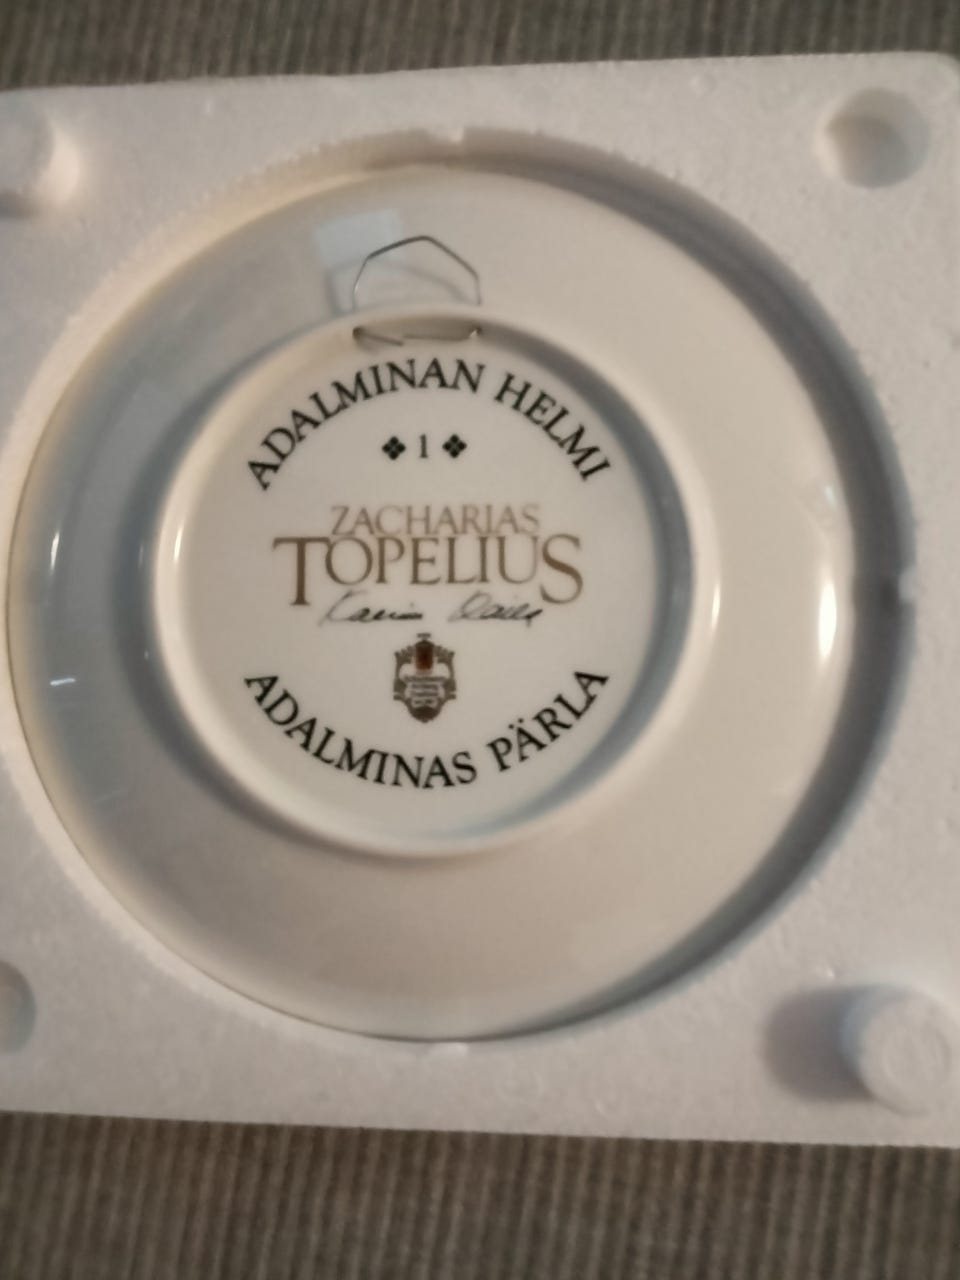 ADALMINAN HELMI
1
ZACHARIAS
TOPELIUS
ADALMINAS PÄRLA